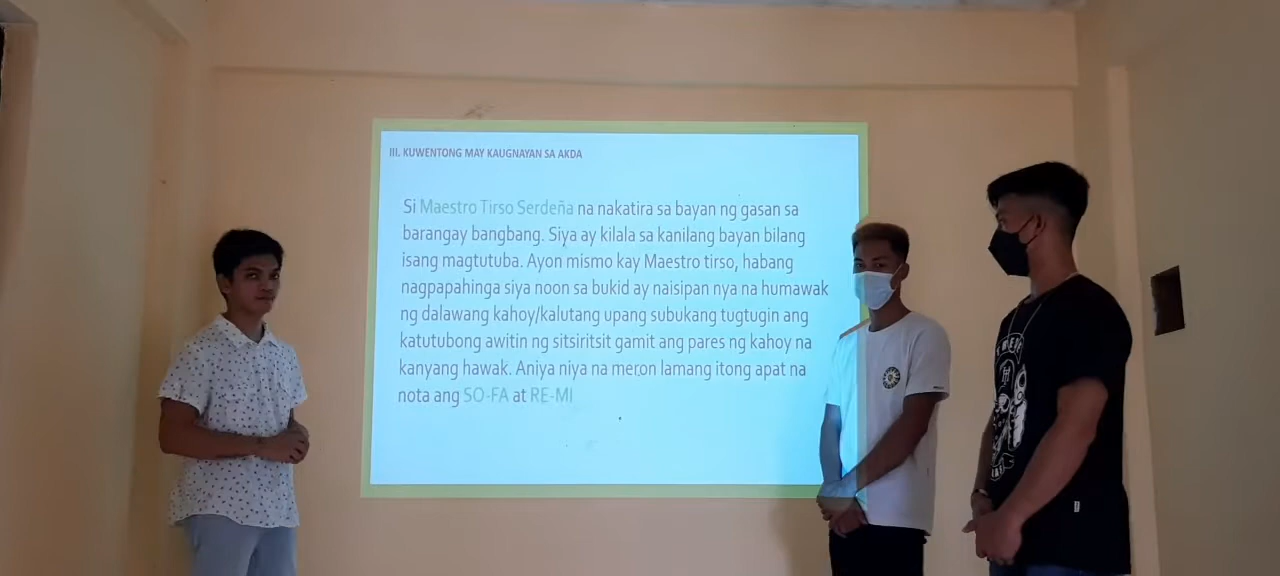 III. KUWENTONG MAY KAUGNAYAN SA AKDA
Si Maestro Tirso Serdeña na nakatira sa bayan ng gasan sa
barangay bangbang. Siya ay kilala sa kanilang bayan bilang
isang magtutuba. Ayon mismo kay Maestro tirso, habang
nagpapahinga siya noon sa bukid ay naisipan nya na humawak
ng dalawang kahoy/kalutang upang subukang tugtugin ang
katutubong awitin ng sitsiritsit gamit ang pares ng kahoy na
kanyang hawak. Aniya niya na meron lamang itong apat na
nota ang SO-FA at RE-MI